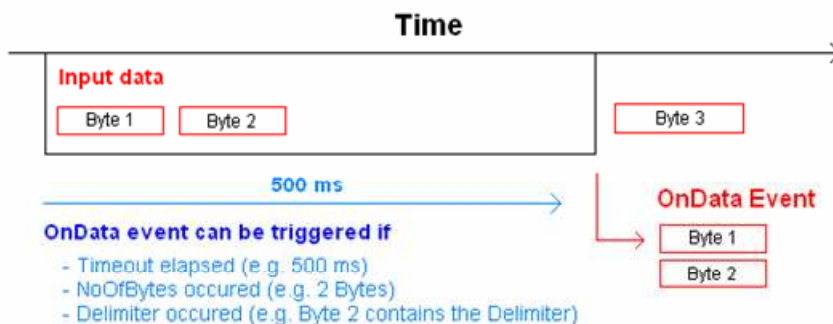 Time
Input data
Byte 1 Byte 2 Byte 3
500 ms
OnData Event
OnData event can be triggered if
Byte 1
- Timeout elapsed (e.g. 500 ms)
Byte 2
- NoOfBytes occured (e.g. 2 Bytes)
- Delimiter occured (e.g. Byte 2 contains the Delimiter)